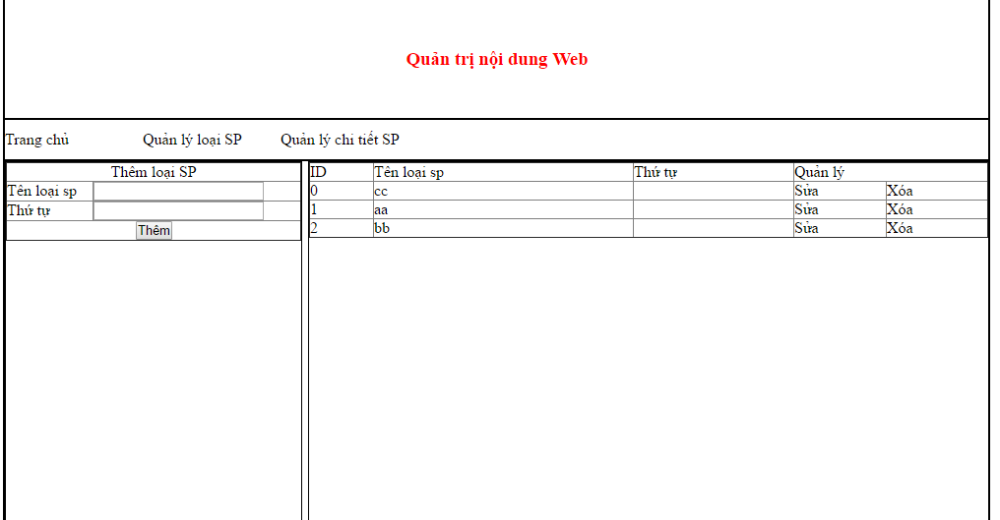 Quản trị nội dung Web
Trang chủ Quản lý loại SP Quản lý chi tiết SP
Thêm loại SP
Tên loại sp
Thứ tự
Thêm
ID Tên loại sp Thứ tự Quản lý
0 cc Sửa Xóa
1 aa Sửa Xóa
2 bb Sửa Xóa